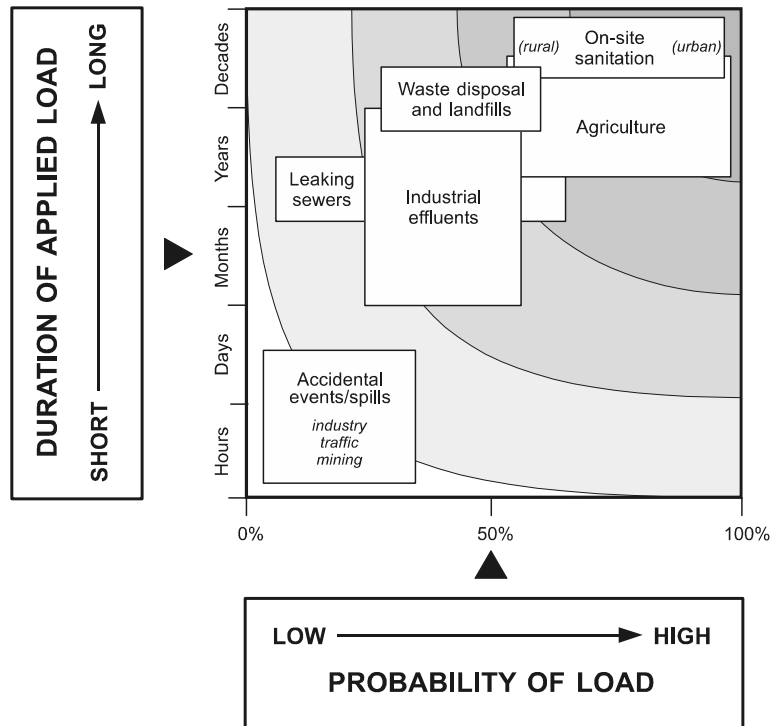 DURATION OF APPLIED LOAD
SHORT
LONG
Decades
Years
Months
Days
Hours
(rural)
On-site
sanitation
(urban)
Waste disposal
and landfills
Agriculture
Leaking
sewers
Industrial
effluents
Accidental
events/spills
industry
traffic
mining
0%
50%
100%
LOW
HIGH
PROBABILITY OF LOAD